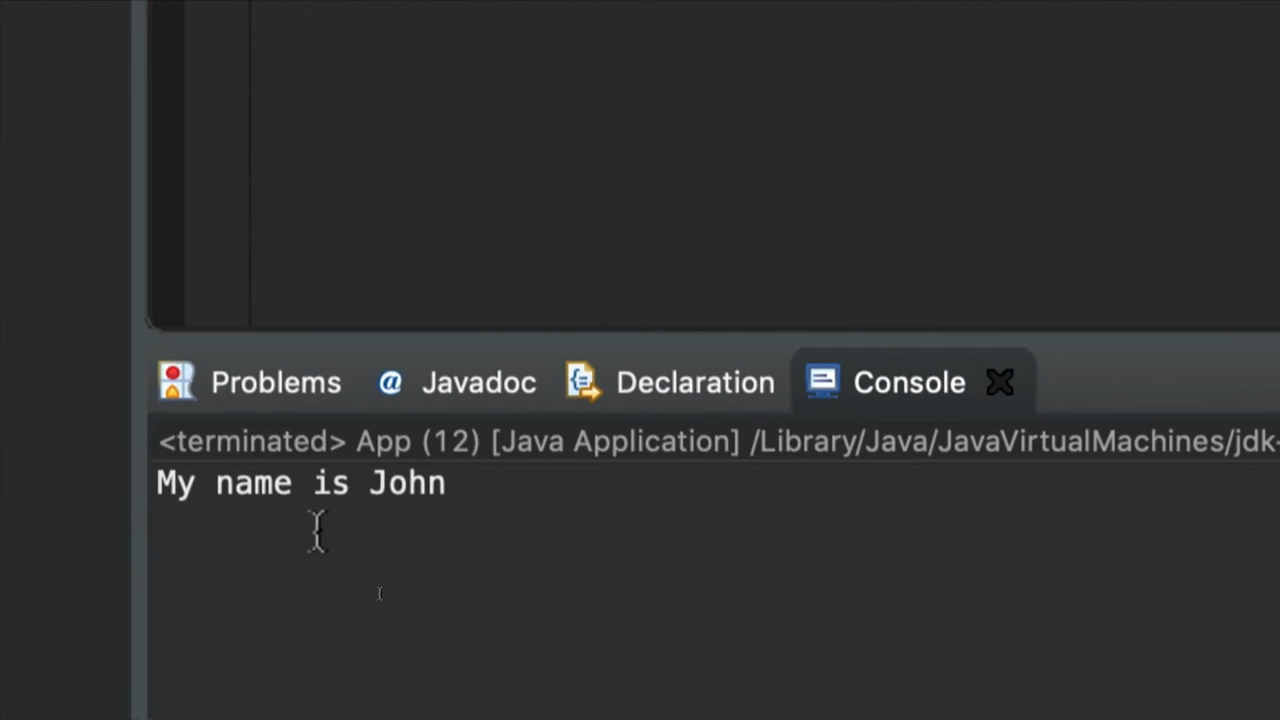 Problems @ Javadoc Declaration Console
<terminated> App (12) [Java Application] /Library/Java/JavaVirtualMachines/jdk-
My name is John